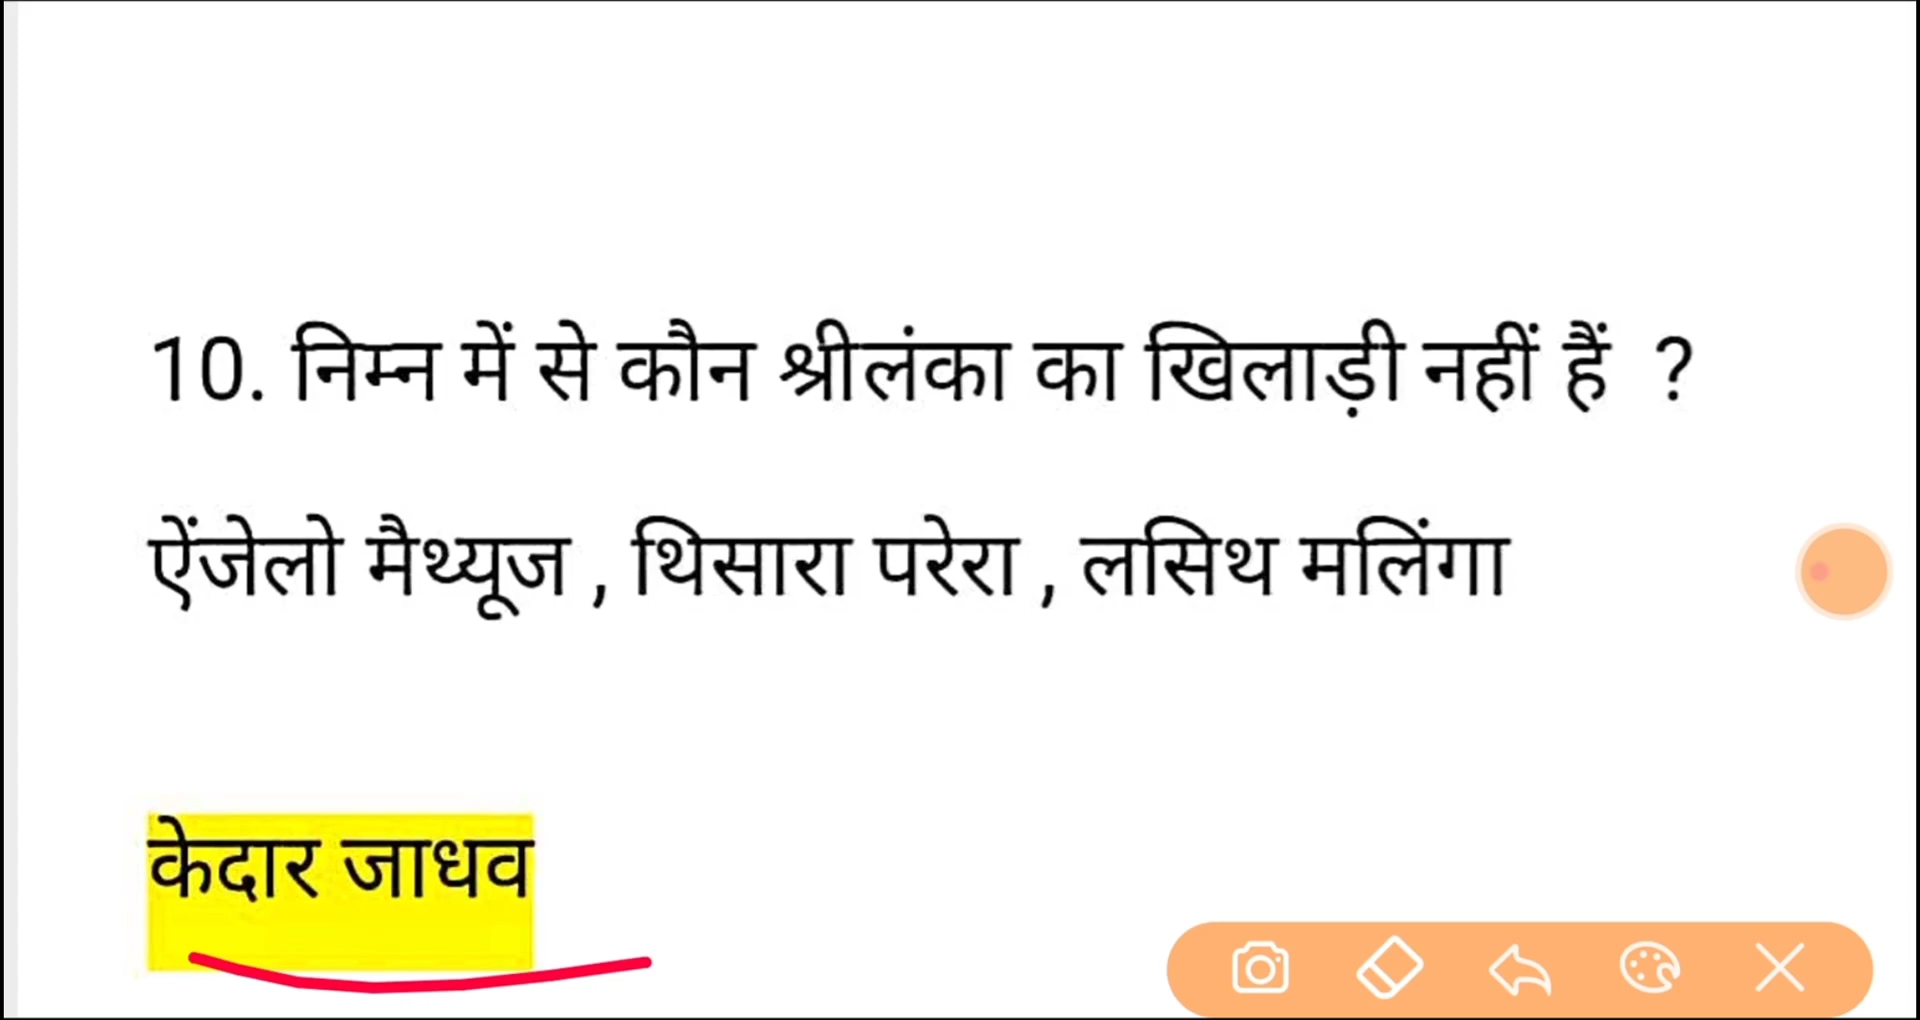 10. निम्न में से कौन श्रीलंका का खिलाड़ी नहीं हैं ?
ऐंजेलो मैथ्यूज , थिसारा परेरा , लसिथ मलिंगा
केदार जाधव